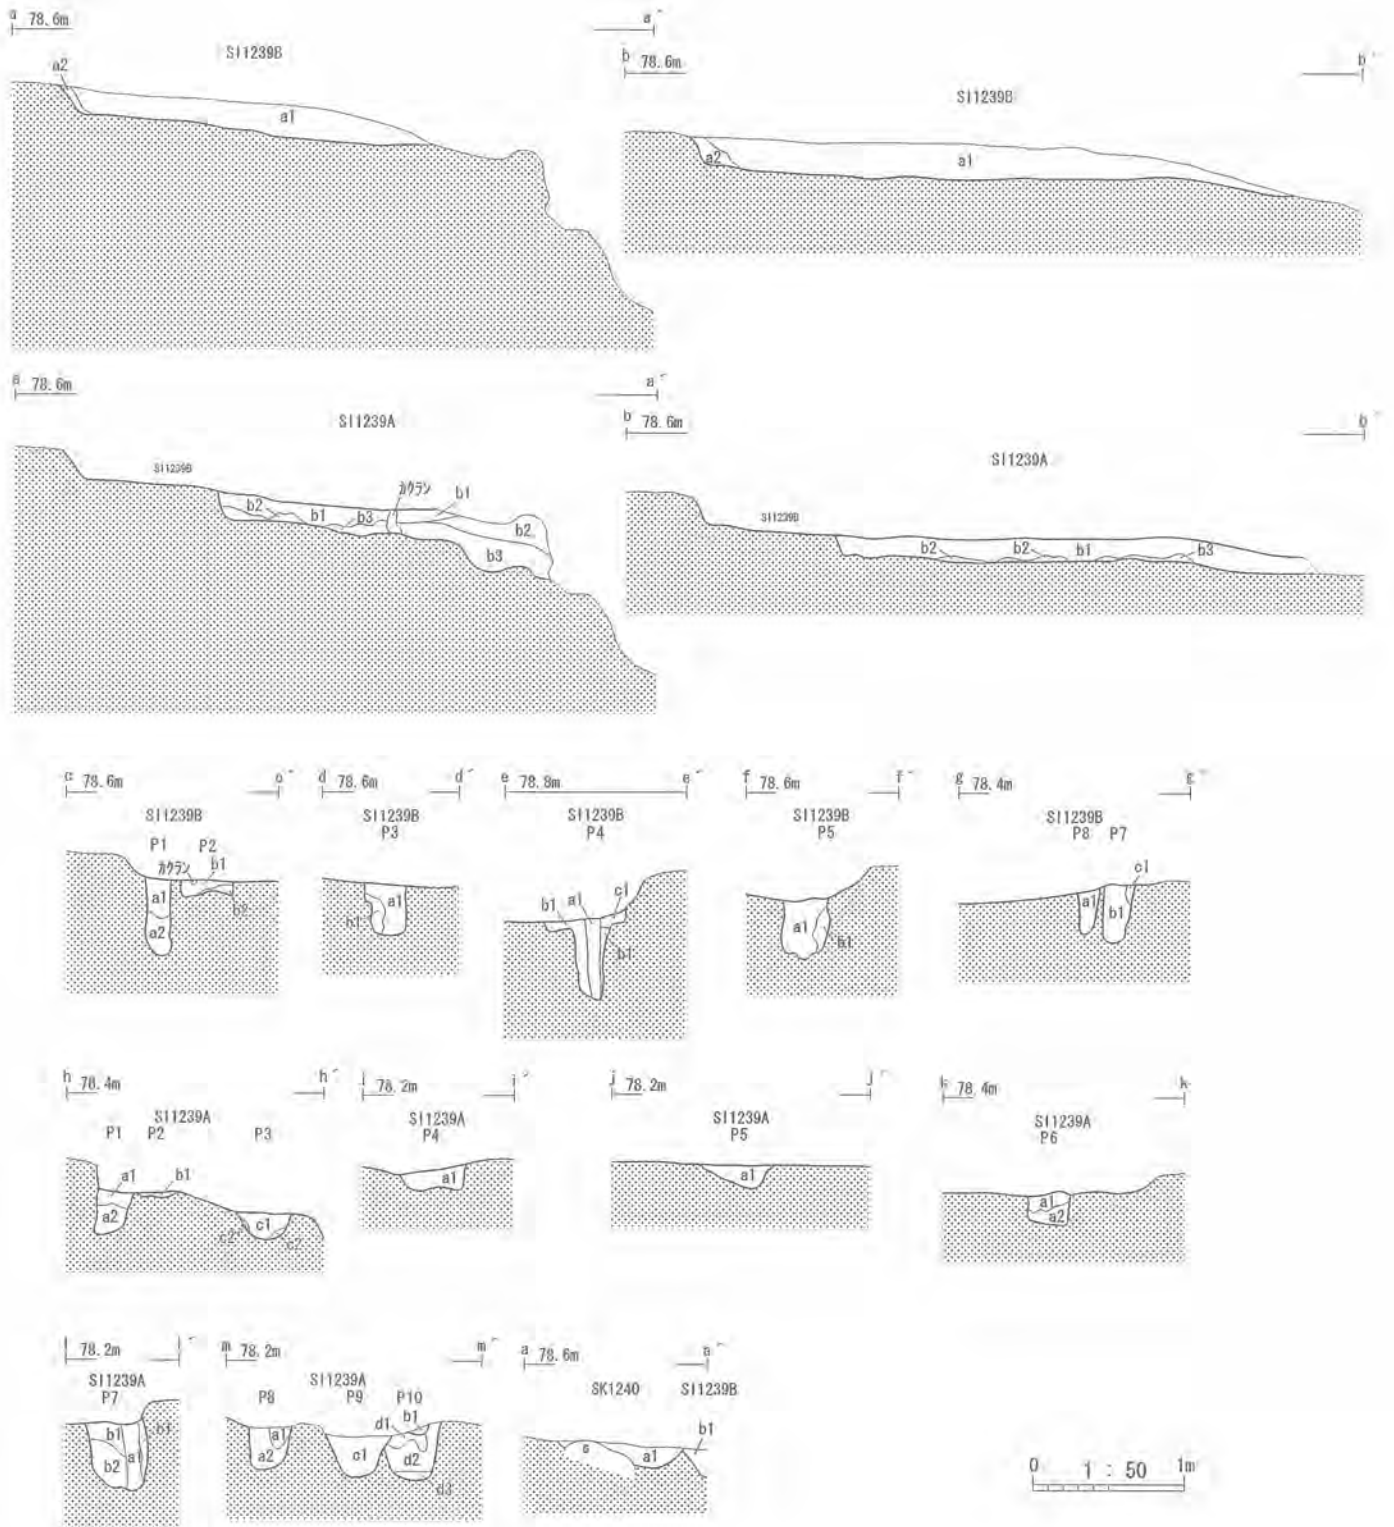 a 78.6m a´
SI1239B
a2
a1
b 78.6m b´
SI1239B
a2
a1
a 78.6m a´
SI1239A
SI1239B
カクラン
b1
b2 b1 b3
b2
b3
b 78.6m b´
SI1239A
SI1239B
b2 b2 b1 b3
c 78.6m c´
SI1239B
P1 P2
カクラン b1
a1
a2
b2
d 78.6m d´
SI1239B
P3
a1
b1
e 78.8m e´
SI1239B
P4
b1 a1 c1
b1
f 78.6m f´
SI1239B
P5
a1
b1
g 78.4m g´
SI1239B
P8 P7
c1
a1
b1
h 78.4m h´
SI1239A
P1 P2 P3
a1 b1
a2
c1
c2 c2
i 78.2m i´
SI1239A
P4
a1
j 78.2m j´
SI1239A
P5
a1
k 78.4m k
SI1239A
P6
a1
a2
l 78.2m l´
SI1239A
P7
b1 b1
a1
b2
m 78.2m m´
SI1239A
P8 P9 P10
d1 b1
a1
a2
c1
d2
d3
a 78.6m a´
SK1240 SI1239B
s
a1
b1
0 1:50 1m